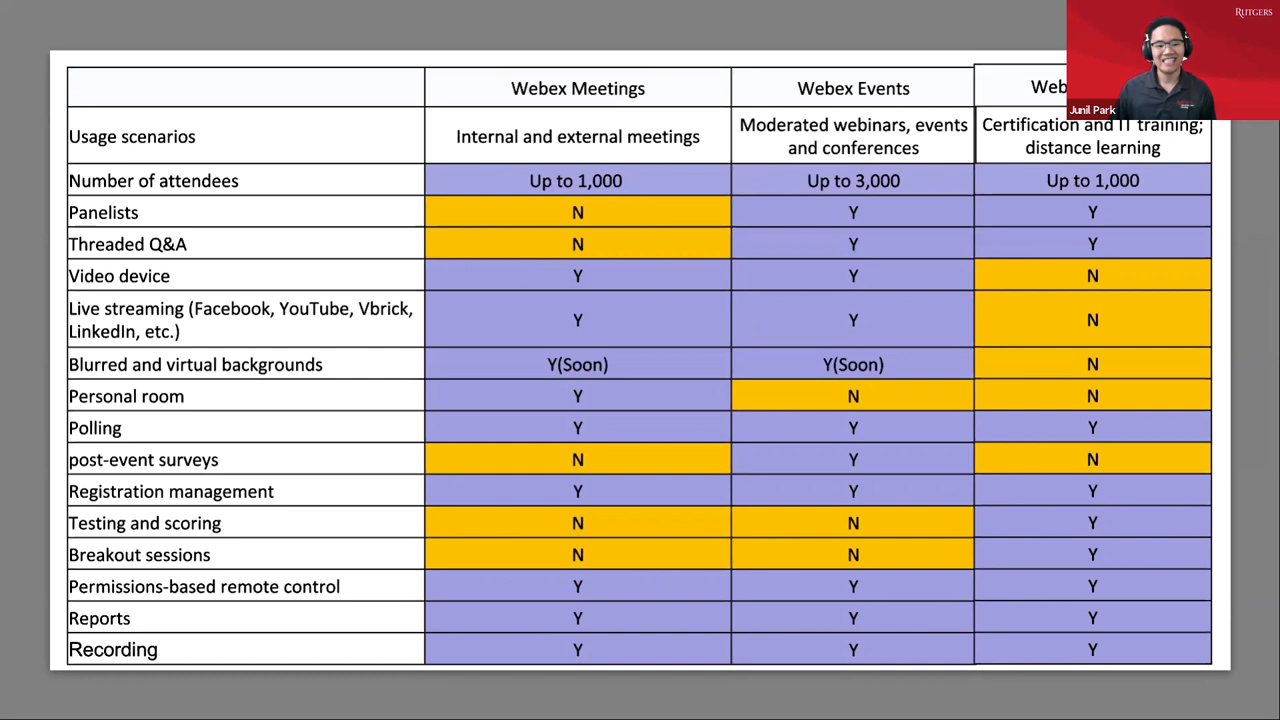 RUTGERS
Junil Park
Webex Meetings Webex Events Web
Usage scenarios Internal and external meetings Moderated webinars, events and conferences Certification and IT training; distance learning
Number of attendees Up to 1,000 Up to 3,000 Up to 1,000
Panelists N Y Y
Threaded Q&A N Y Y
Video device Y Y N
Live streaming (Facebook, YouTube, Vbrick, LinkedIn, etc.) Y Y N
Blurred and virtual backgrounds Y(Soon) Y(Soon) N
Personal room Y N N
Polling Y Y Y
post-event surveys N Y N
Registration management Y Y Y
Testing and scoring N N Y
Breakout sessions N N Y
Permissions-based remote control Y Y Y
Reports Y Y Y
Recording Y Y Y